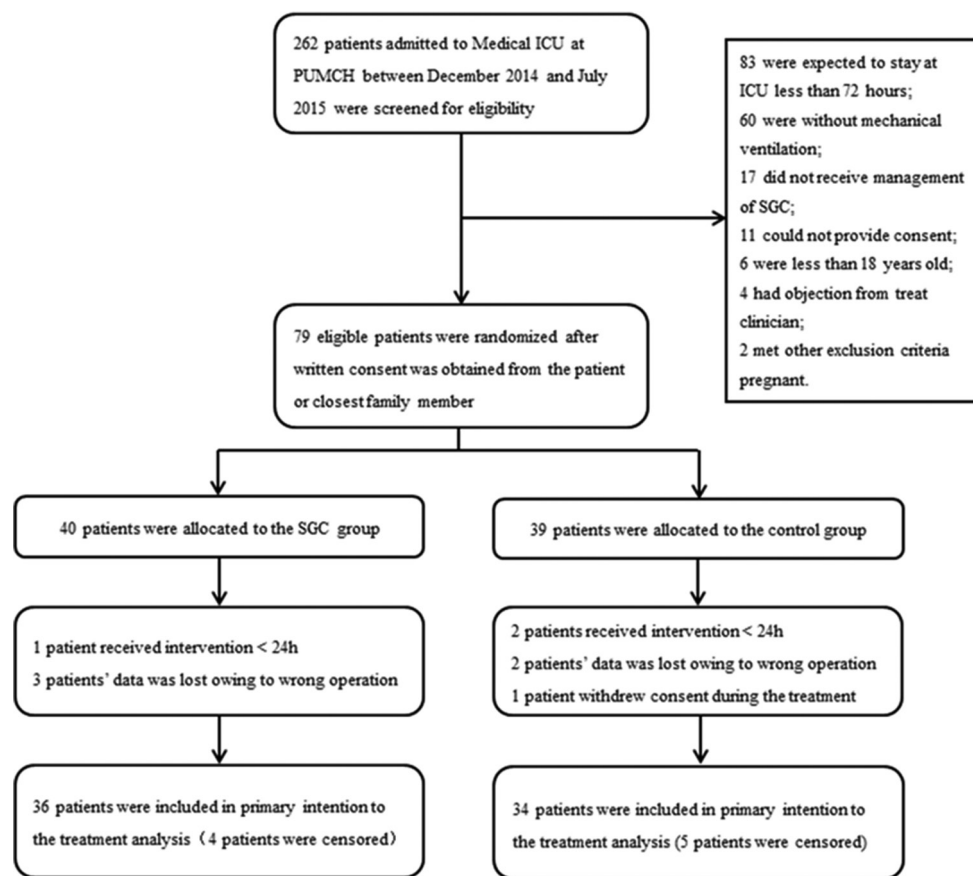 262 patients admitted to Medical ICU at
PUMCH between December 2014 and July
2015 were screened for eligibility
83 were expected to stay at
ICU less than 72 hours;
60 were without mechanical
ventilation;
17 did not receive management
of SGC;
11 could not provide consent;
6 were less than 18 years old;
4 had objection from treat
clinician;
2 met other exclusion criteria
pregnant.
79 eligible patients were randomized after
written consent was obtained from the patient
or closest family member
40 patients were allocated to the SGC group
39 patients were allocated to the control group
1 patient received intervention < 24h
3 patients' data was lost owing to wrong operation
2 patients received intervention < 24h
2 patients' data was lost owing to wrong operation
1 patient withdrew consent during the treatment
36 patients were included in primary intention to
the treatment analysis（4 patients were censored）
34 patients were included in primary intention to
the treatment analysis (5 patients were censored)